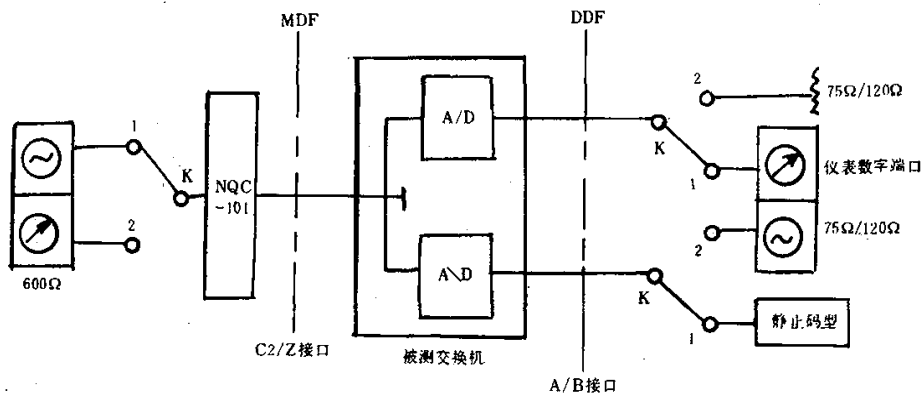 MDF
DDF
2
75Ω/120Ω
1
K
NQC
-101
A/D
K
1
仪表数字端口
2
600Ω
A\D
2
75Ω/120Ω
K
1
静止码型
C2/Z接口
被测交换机
A/B接口